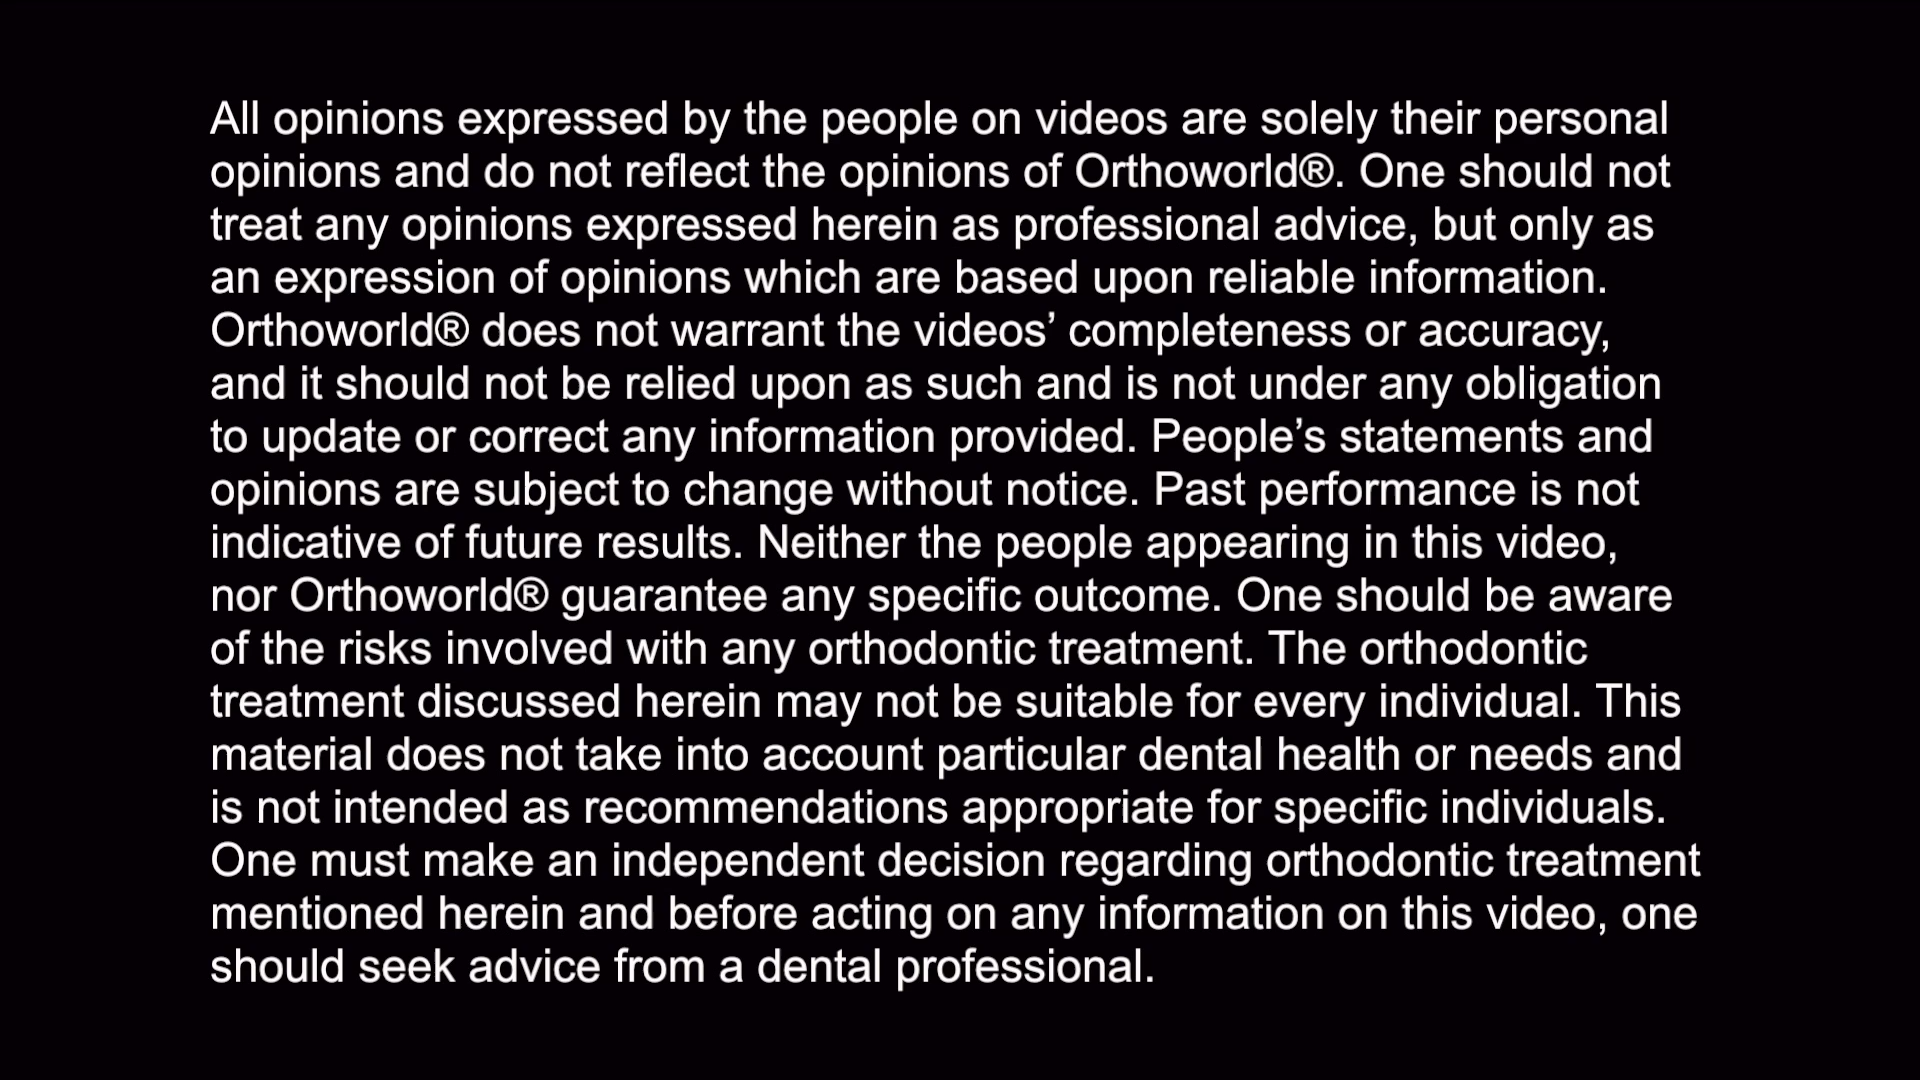 All opinions expressed by the people on videos are solely their personal
opinions and do not reflect the opinions of Orthoworld®. One should not
treat any opinions expressed herein as professional advice, but only as
an expression of opinions which are based upon reliable information.
Orthoworld® does not warrant the videos’ completeness or accuracy,
and it should not be relied upon as such and is not under any obligation
to update or correct any information provided. People’s statements and
opinions are subject to change without notice. Past performance is not
indicative of future results. Neither the people appearing in this video,
nor Orthoworld® guarantee any specific outcome. One should be aware
of the risks involved with any orthodontic treatment. The orthodontic
treatment discussed herein may not be suitable for every individual. This
material does not take into account particular dental health or needs and
is not intended as recommendations appropriate for specific individuals.
One must make an independent decision regarding orthodontic treatment
mentioned herein and before acting on any information on this video, one
should seek advice from a dental professional.